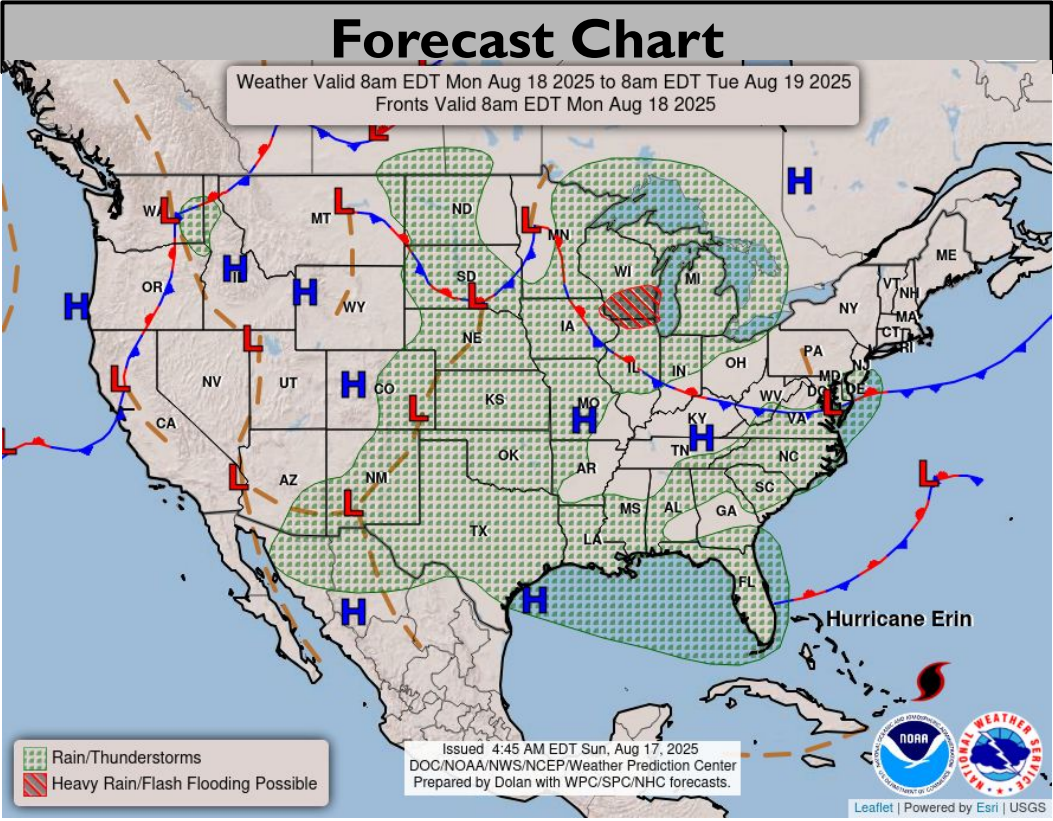 Forecast Chart
Weather Valid 8am EDT Mon Aug 18 2025 to 8am EDT Tue Aug 19 2025
Fronts Valid 8am EDT Mon Aug 18 2025
L
L
H
L
WA
MT
L
ND
L
MN
ME
H
H
H
OR
WY
SD
L
WI
MI
VT
NH
NY
MA
CT
RI
H
L
NE
IA
L
NV
UT
H
CO
KS
IL
IN
OH
PA
NJ
MD
DE
DC
WV
L
CA
L
MO
H
KY
H
VA
L
L
AZ
NM
L
OK
AR
TN
NC
SC
L
TX
LA
MS
AL
GA
H
H
FL
Hurricane Erin
Rain/Thunderstorms
Heavy Rain/Flash Flooding Possible
Issued 4:45 AM EDT Sun, Aug 17, 2025
DOC/NOAA/NWS/NCEP/Weather Prediction Center
Prepared by Dolan with WPC/SPC/NHC forecasts.
NOAA
NATIONAL WEATHER SERVICE
Leaflet | Powered by Esri | USGS